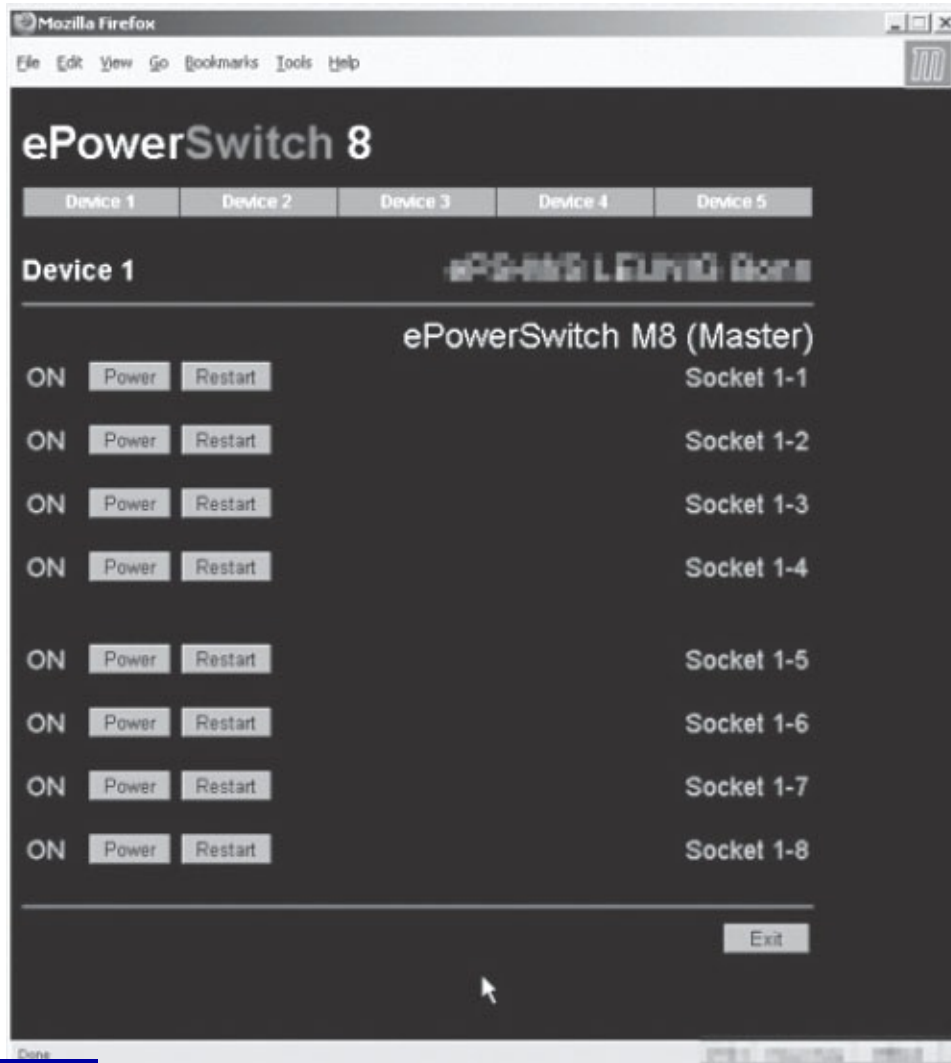 Mozilla Firefox
File Edit View Go Bookmarks Tools Help
ePowerSwitch 8
Device 1 Device 2 Device 3 Device 4 Device 5
Device 1
ePowerSwitch M8 (Master)
ON Power Restart Socket 1-1
ON Power Restart Socket 1-2
ON Power Restart Socket 1-3
ON Power Restart Socket 1-4
ON Power Restart Socket 1-5
ON Power Restart Socket 1-6
ON Power Restart Socket 1-7
ON Power Restart Socket 1-8
Exit
Done